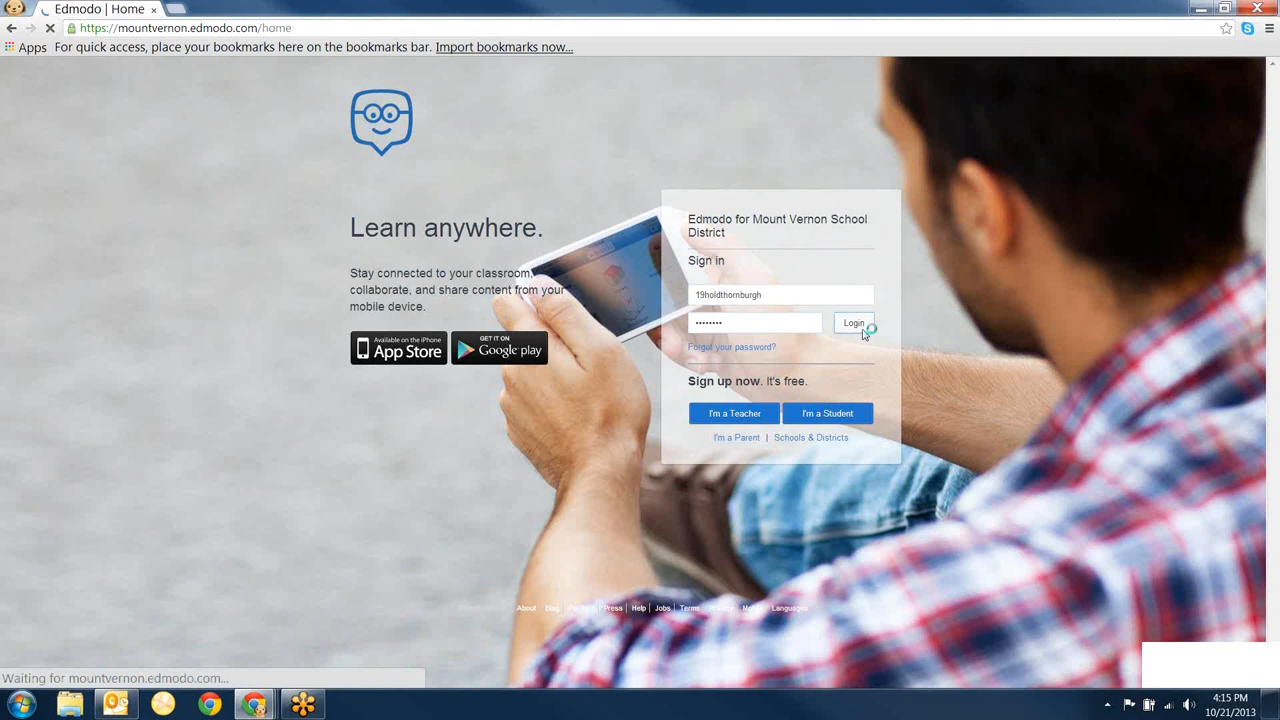 Edmodo | Home
https://mountvernon.edmodo.com/home
Apps For quick access, place your bookmarks here on the bookmarks bar. Import bookmarks now...
Learn anywhere.
Stay connected to your classroom,
collaborate, and share content from your
mobile device.
Available on the iPhone
App Store
GET IT ON
Google play
Edmodo for Mount Vernon School
District
Sign in
19holdthornburgh
••••••••
Login
Forgot your password?
Sign up now. It's free.
I'm a Teacher I'm a Student
I'm a Parent | Schools & Districts
About | Blog | Press | Help | Jobs | Terms | Languages
Waiting for mountvernon.edmodo.com...
4:15 PM
10/21/2013